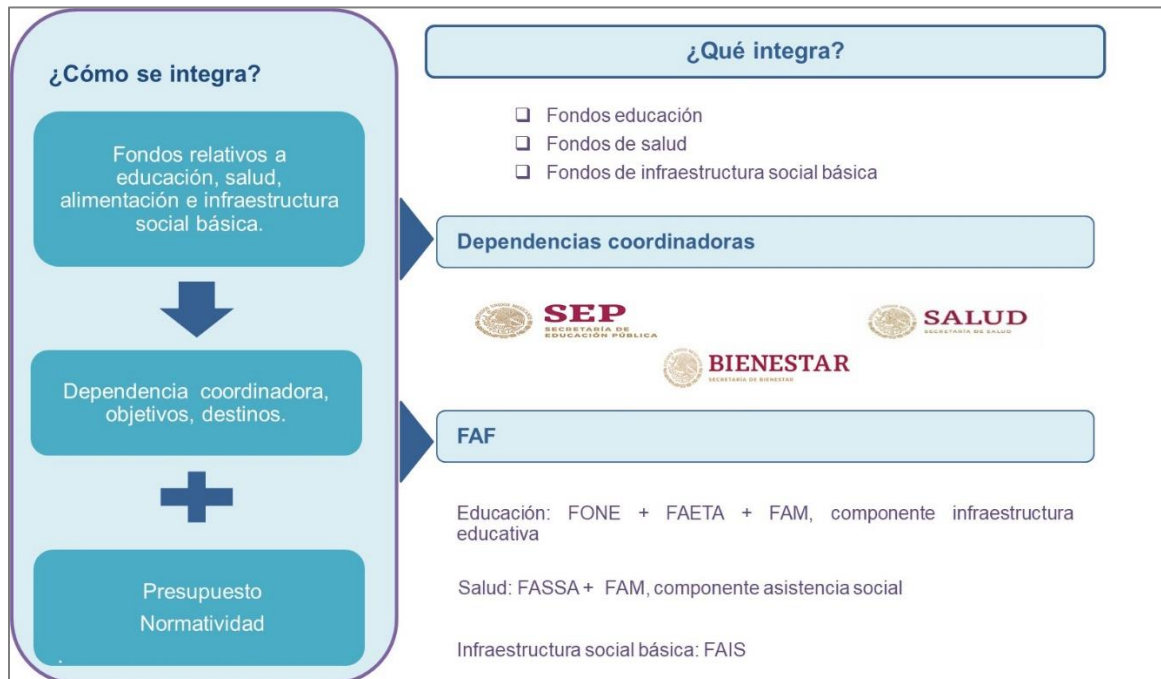 ¿Cómo se integra?
Fondos relativos a
educación, salud,
alimentación e infraestructura
social básica.
Dependencia coordinadora,
objetivos, destinos.
Presupuesto
Normatividad
.
¿Qué integra?
Fondos educación
Fondos de salud
Fondos de infraestructura social básica
Dependencias coordinadoras
SEP
SECRETARÍA DE
EDUCACIÓN PÚBLICA
SALUD
SECRETARÍA DE SALUD
BIENESTAR
SECRETARÍA DE BIENESTAR
FAF
Educación: FONE + FAETA + FAM, componente infraestructura
educativa
Salud: FASSA + FAM, componente asistencia social
Infraestructura social básica: FAIS